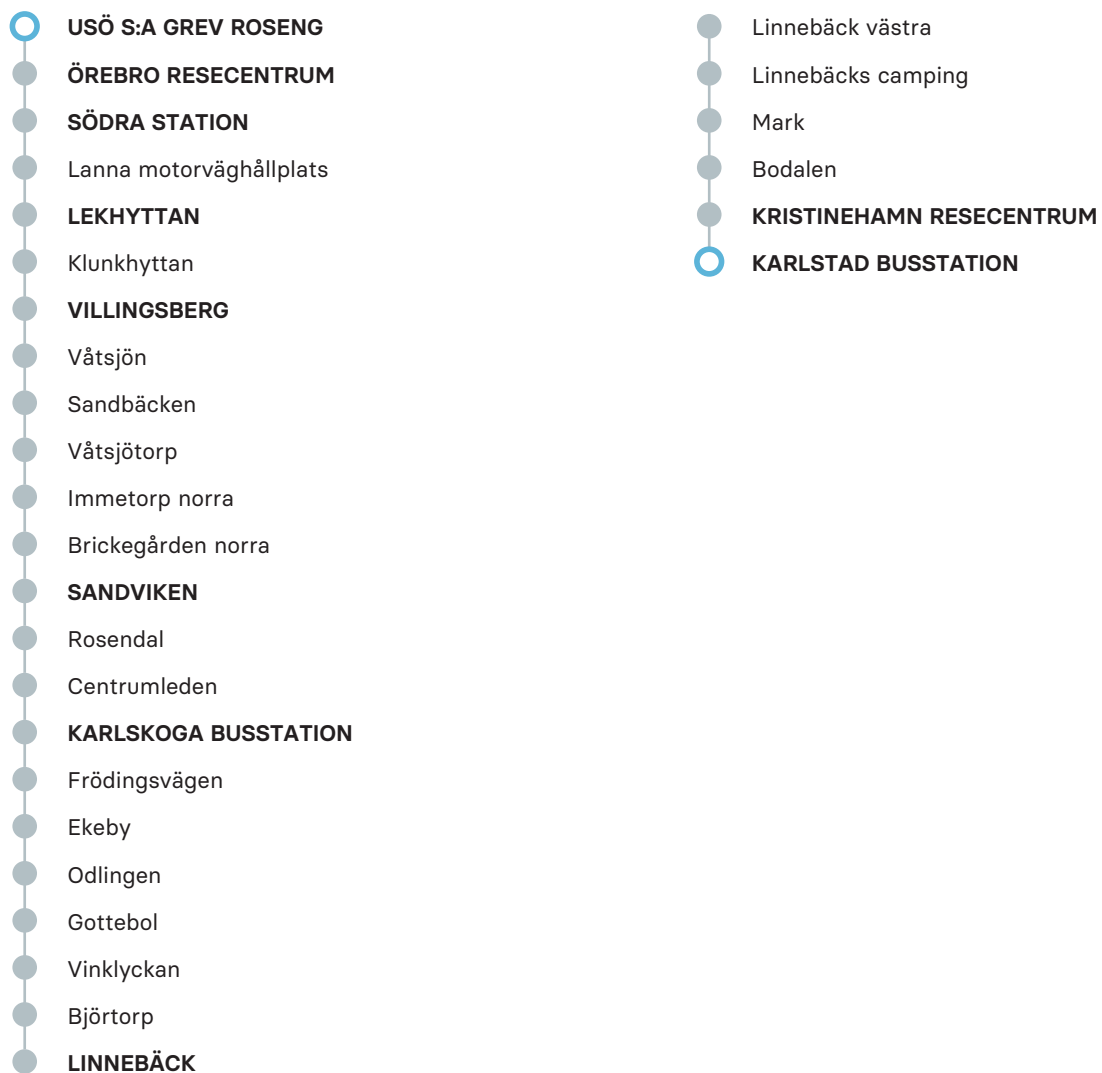 USÖ S:A GREV ROSENG
ÖREBRO RESECENTRUM
SÖDRA STATION
Lanna motorväghållplats
LEKHYTTAN
Klunkhyttan
VILLINGSBERG
Våtsjön
Sandbäcken
Våtsjötorp
Immetorp norra
Brickegården norra
SANDVIKEN
Rosendal
Centrumleden
KARLSKOGA BUSSTATION
Frödingsvägen
Ekeby
Odlingen
Gottebol
Vinklyckan
Björtorp
LINNEBÄCK
Linnebäck västra
Linnebäcks camping
Mark
Bodalen
KRISTINEHAMN RESECENTRUM
KARLSTAD BUSSTATION